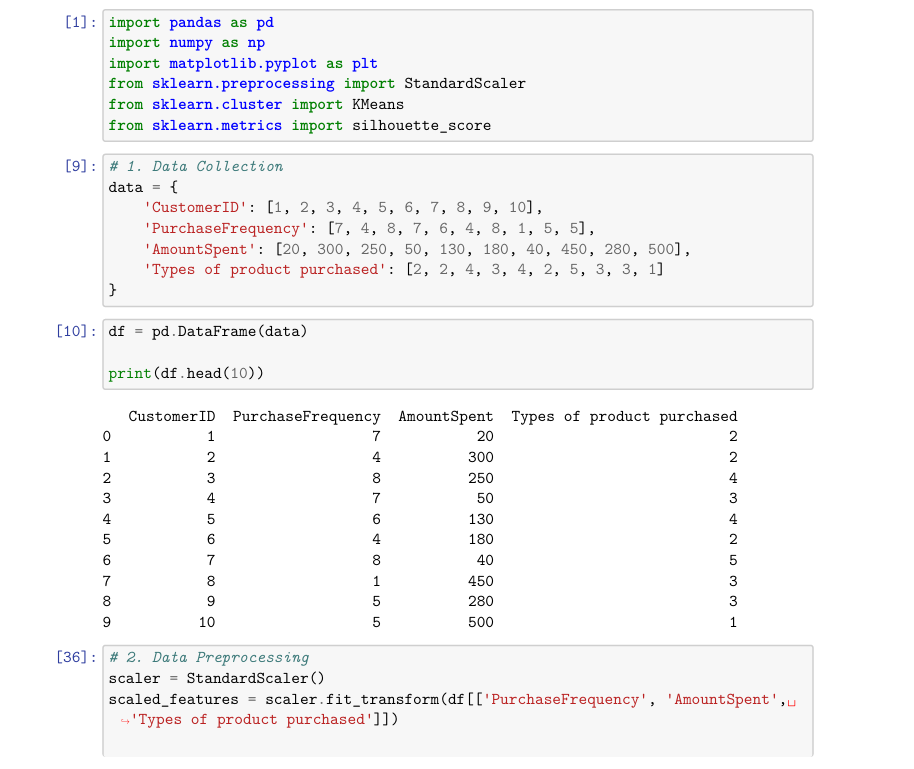 [1]: import pandas as pd
import numpy as np
import matplotlib.pyplot as plt
from sklearn.preprocessing import StandardScaler
from sklearn.cluster import KMeans
from sklearn.metrics import silhouette_score
[9]: # 1. Data Collection
data = {
    'CustomerID': [1, 2, 3, 4, 5, 6, 7, 8, 9, 10],
    'PurchaseFrequency': [7, 4, 8, 7, 6, 4, 8, 1, 5, 5],
    'AmountSpent': [20, 300, 250, 50, 130, 180, 40, 450, 280, 500],
    'Types of product purchased': [2, 2, 4, 3, 4, 2, 5, 3, 3, 1]
}
[10]: df = pd.DataFrame(data)
print(df.head(10))
CustomerID PurchaseFrequency AmountSpent Types of product purchased
0 1 7 20 2
1 2 4 300 2
2 3 8 250 4
3 4 7 50 3
4 5 6 130 4
5 6 4 180 2
6 7 8 40 5
7 8 1 450 3
8 9 5 280 3
9 10 5 500 1
[36]: # 2. Data Preprocessing
scaler = StandardScaler()
scaled_features = scaler.fit_transform(df[['PurchaseFrequency', 'AmountSpent',␣
↪'Types of product purchased']])